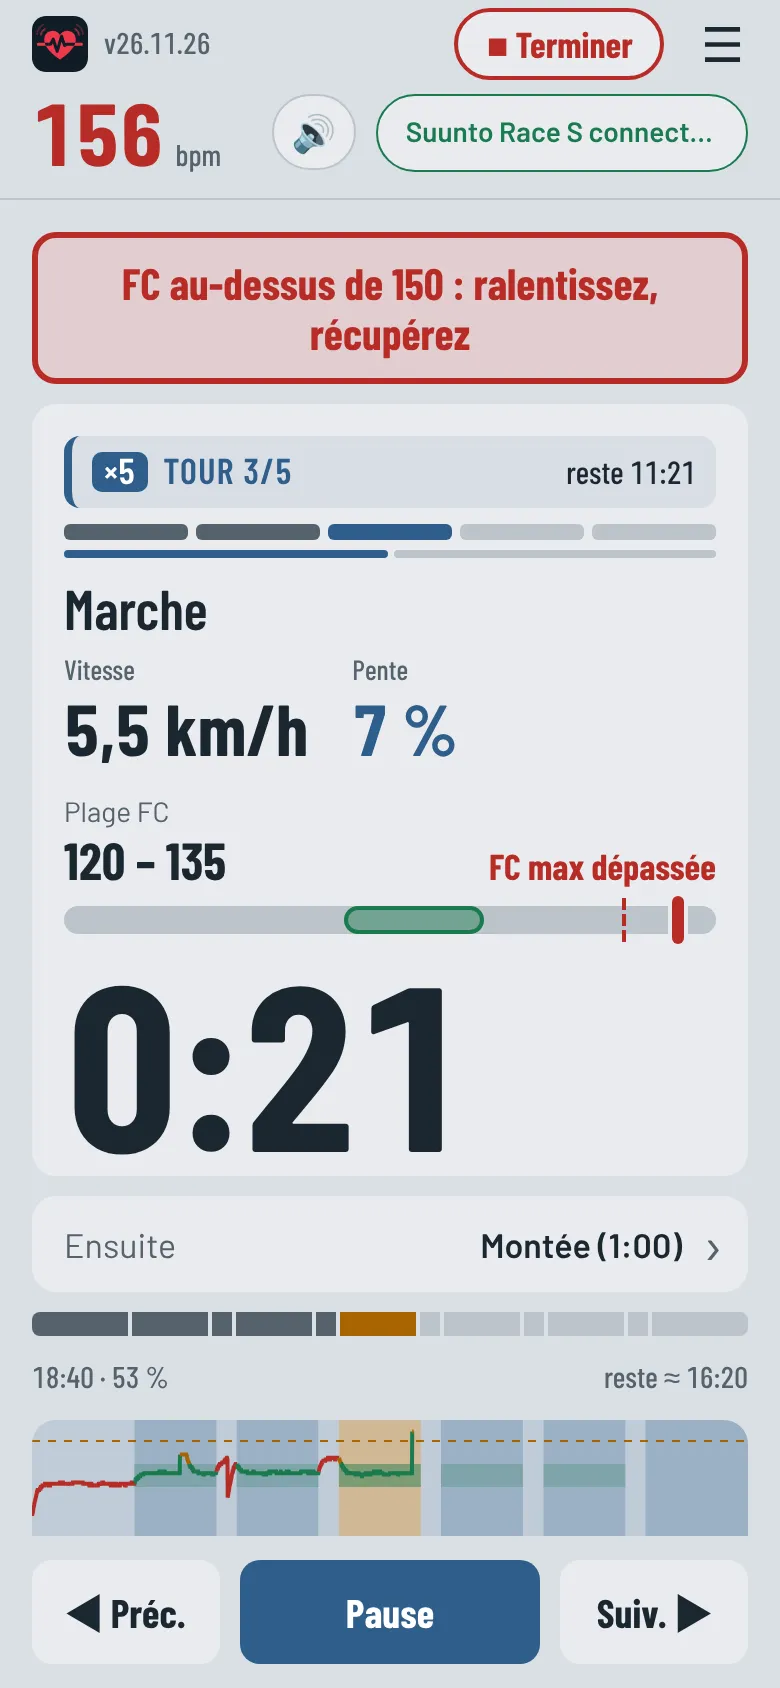 v26.11.26
■ Terminer
☰
156 bpm
Suunto Race S connect...
FC au-dessus de 150 : ralentissez,
récupérez
×5 TOUR 3/5
reste 11:21
Marche
Vitesse
Pente
5,5 km/h
7 %
Plage FC
120 – 135
FC max dépassée
0:21
Ensuite
Montée (1:00) ›
18:40 · 53 %
reste ≈ 16:20
◀ Préc.
Pause
Suiv. ▶